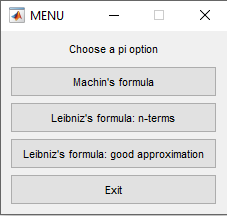 MENU
Choose a pi option
Machin's formula
Leibniz's formula: n-terms
Leibniz's formula: good approximation
Exit